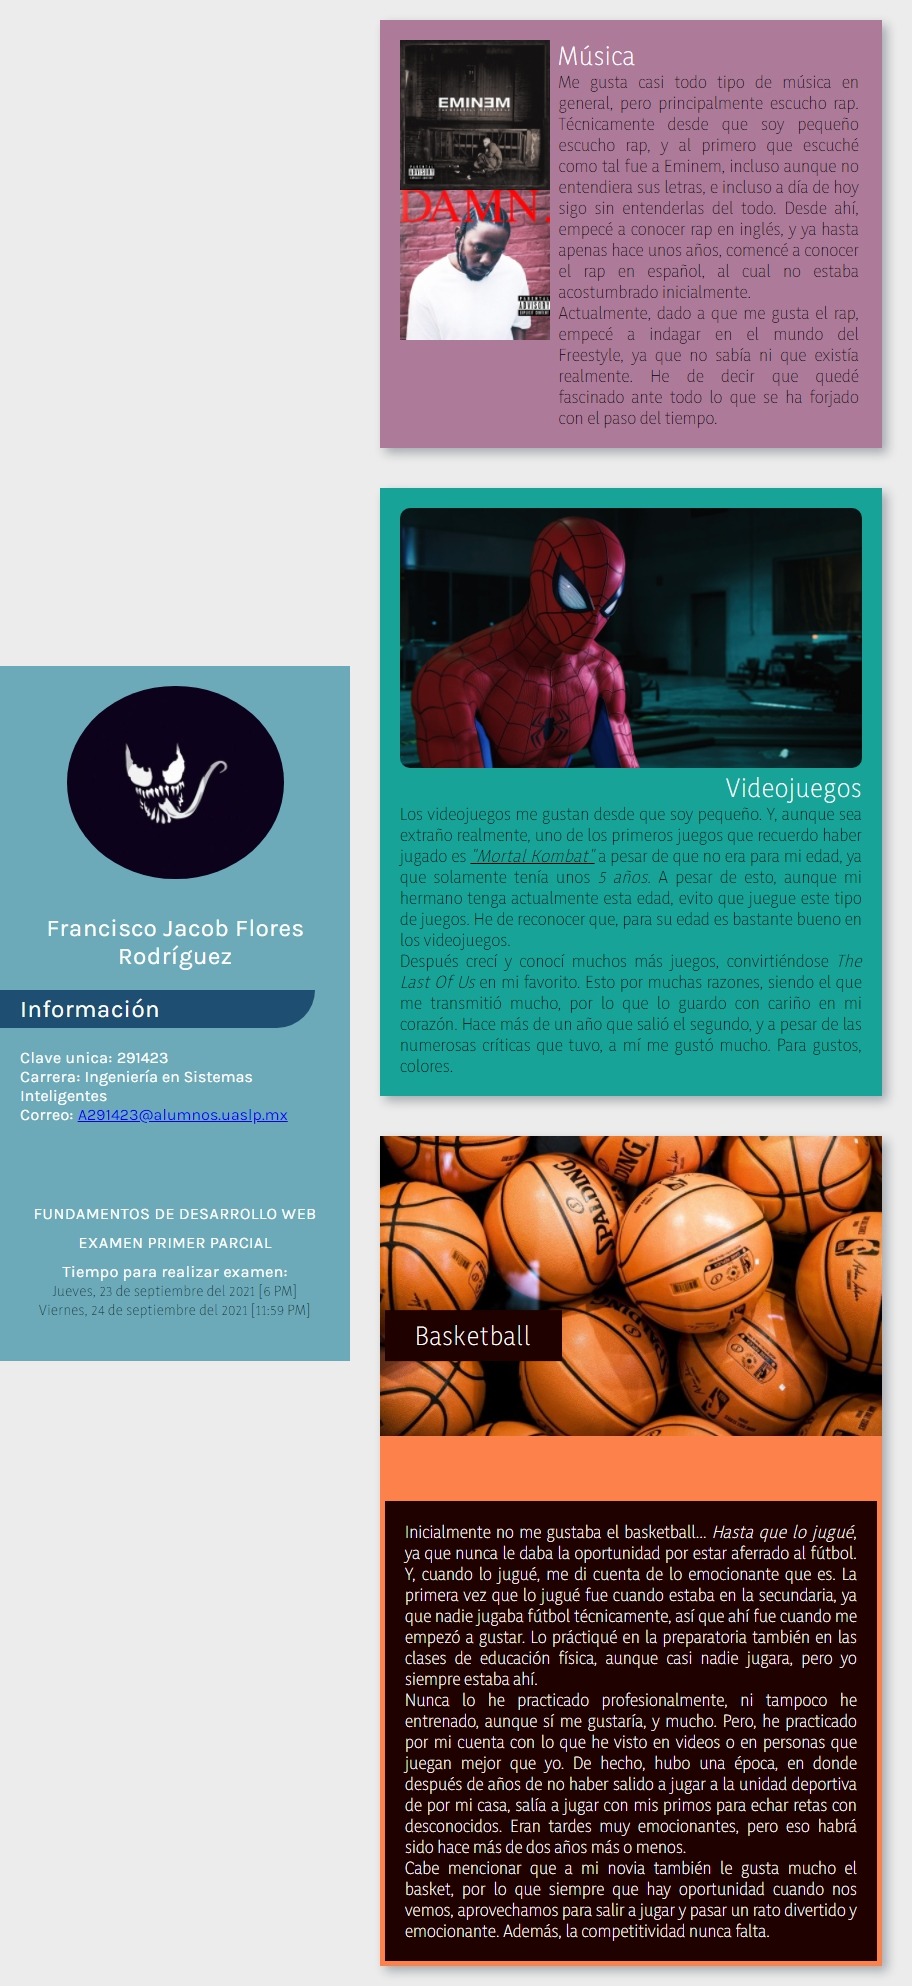 Francisco Jacob Flores
Rodríguez
Información
Clave unica: 291423
Carrera: Ingeniería en Sistemas
Inteligentes
Correo: A291423@alumnos.uaslp.mx
FUNDAMENTOS DE DESARROLLO WEB
EXAMEN PRIMER PARCIAL
Tiempo para realizar examen:
Jueves, 23 de septiembre del 2021 [6 PM]
Viernes, 24 de septiembre del 2021 [11:59 PM]
EMINEM
DAMN.
Música
Me gusta casi todo tipo de música en
general, pero principalmente escucho rap.
Técnicamente desde que soy pequeño
escucho rap, y al primero que escuché
como tal fue a Eminem, incluso aunque no
entendiera sus letras, e incluso a día de hoy
sigo sin entenderlas del todo. Desde ahí,
empecé a conocer rap en inglés, y ya hasta
apenas hace unos años, comencé a conocer
el rap en español, al cual no estaba
acostumbrado inicialmente.
Actualmente, dado a que me gusta el rap,
empecé a indagar en el mundo del
Freestyle, ya que no sabía ni que existía
realmente. He de decir que quedé
fascinado ante todo lo que se ha forjado
con el paso del tiempo.
Videojuegos
Los videojuegos me gustan desde que soy pequeño. Y, aunque sea
extraño realmente, uno de los primeros juegos que recuerdo haber
jugado es "Mortal Kombat" a pesar de que no era para mi edad, ya
que solamente tenía unos 5 años. A pesar de esto, aunque mi
hermano tenga actualmente esta edad, evito que juegue este tipo
de juegos. He de reconocer que, para su edad es bastante bueno en
los videojuegos.
Después crecí y conocí muchos más juegos, convirtiéndose The
Last Of Us en mi favorito. Esto por muchas razones, siendo el que
me transmitió mucho, por lo que lo guardo con cariño en mi
corazón. Hace más de un año que salió el segundo, y a pesar de las
numerosas críticas que tuvo, a mí me gustó mucho. Para gustos,
colores.
SPALDING
Basketball
Inicialmente no me gustaba el basketball... Hasta que lo jugué,
ya que nunca le daba la oportunidad por estar aferrado al fútbol.
Y, cuando lo jugué, me di cuenta de lo emocionante que es. La
primera vez que lo jugué fue cuando estaba en la secundaria, ya
que nadie jugaba fútbol técnicamente, así que ahí fue cuando me
empezó a gustar. Lo práctiqué en la preparatoria también en las
clases de educación física, aunque casi nadie jugara, pero yo
siempre estaba ahí.
Nunca lo he practicado profesionalmente, ni tampoco he
entrenado, aunque sí me gustaría, y mucho. Pero, he practicado
por mi cuenta con lo que he visto en videos o en personas que
juegan mejor que yo. De hecho, hubo una época, en donde
después de años de no haber salido a jugar a la unidad deportiva
de por mi casa, salía a jugar con mis primos para echar retas con
desconocidos. Eran tardes muy emocionantes, pero eso habrá
sido hace más de dos años más o menos.
Cabe mencionar que a mi novia también le gusta mucho el
basket, por lo que siempre que hay oportunidad cuando nos
vemos, aprovechamos para salir a jugar y pasar un rato divertido y
emocionante. Además, la competitividad nunca falta.